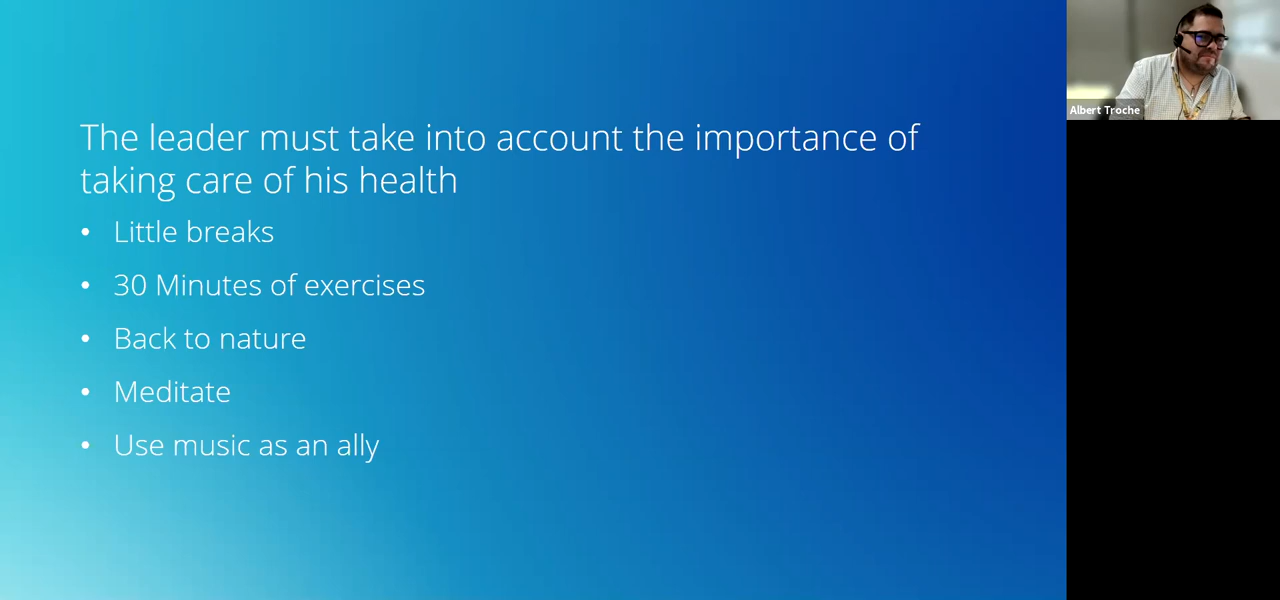 The leader must take into account the importance of
taking care of his health
• Little breaks
• 30 Minutes of exercises
• Back to nature
• Meditate
• Use music as an ally
Albert Troche